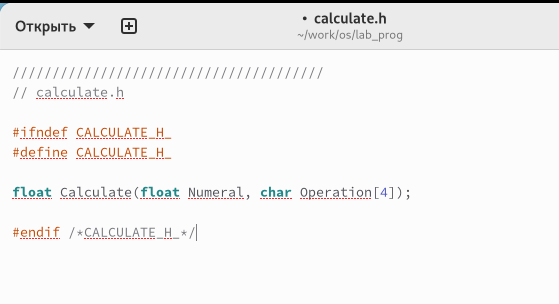 Открыть
• calculate.h
~/work/os/lab_prog
///////////////////////////////////////
// calculate.h
#ifndef CALCULATE_H_
#define CALCULATE_H_
float Calculate(float Numeral, char Operation[4]);
#endif /*CALCULATE_H_*/